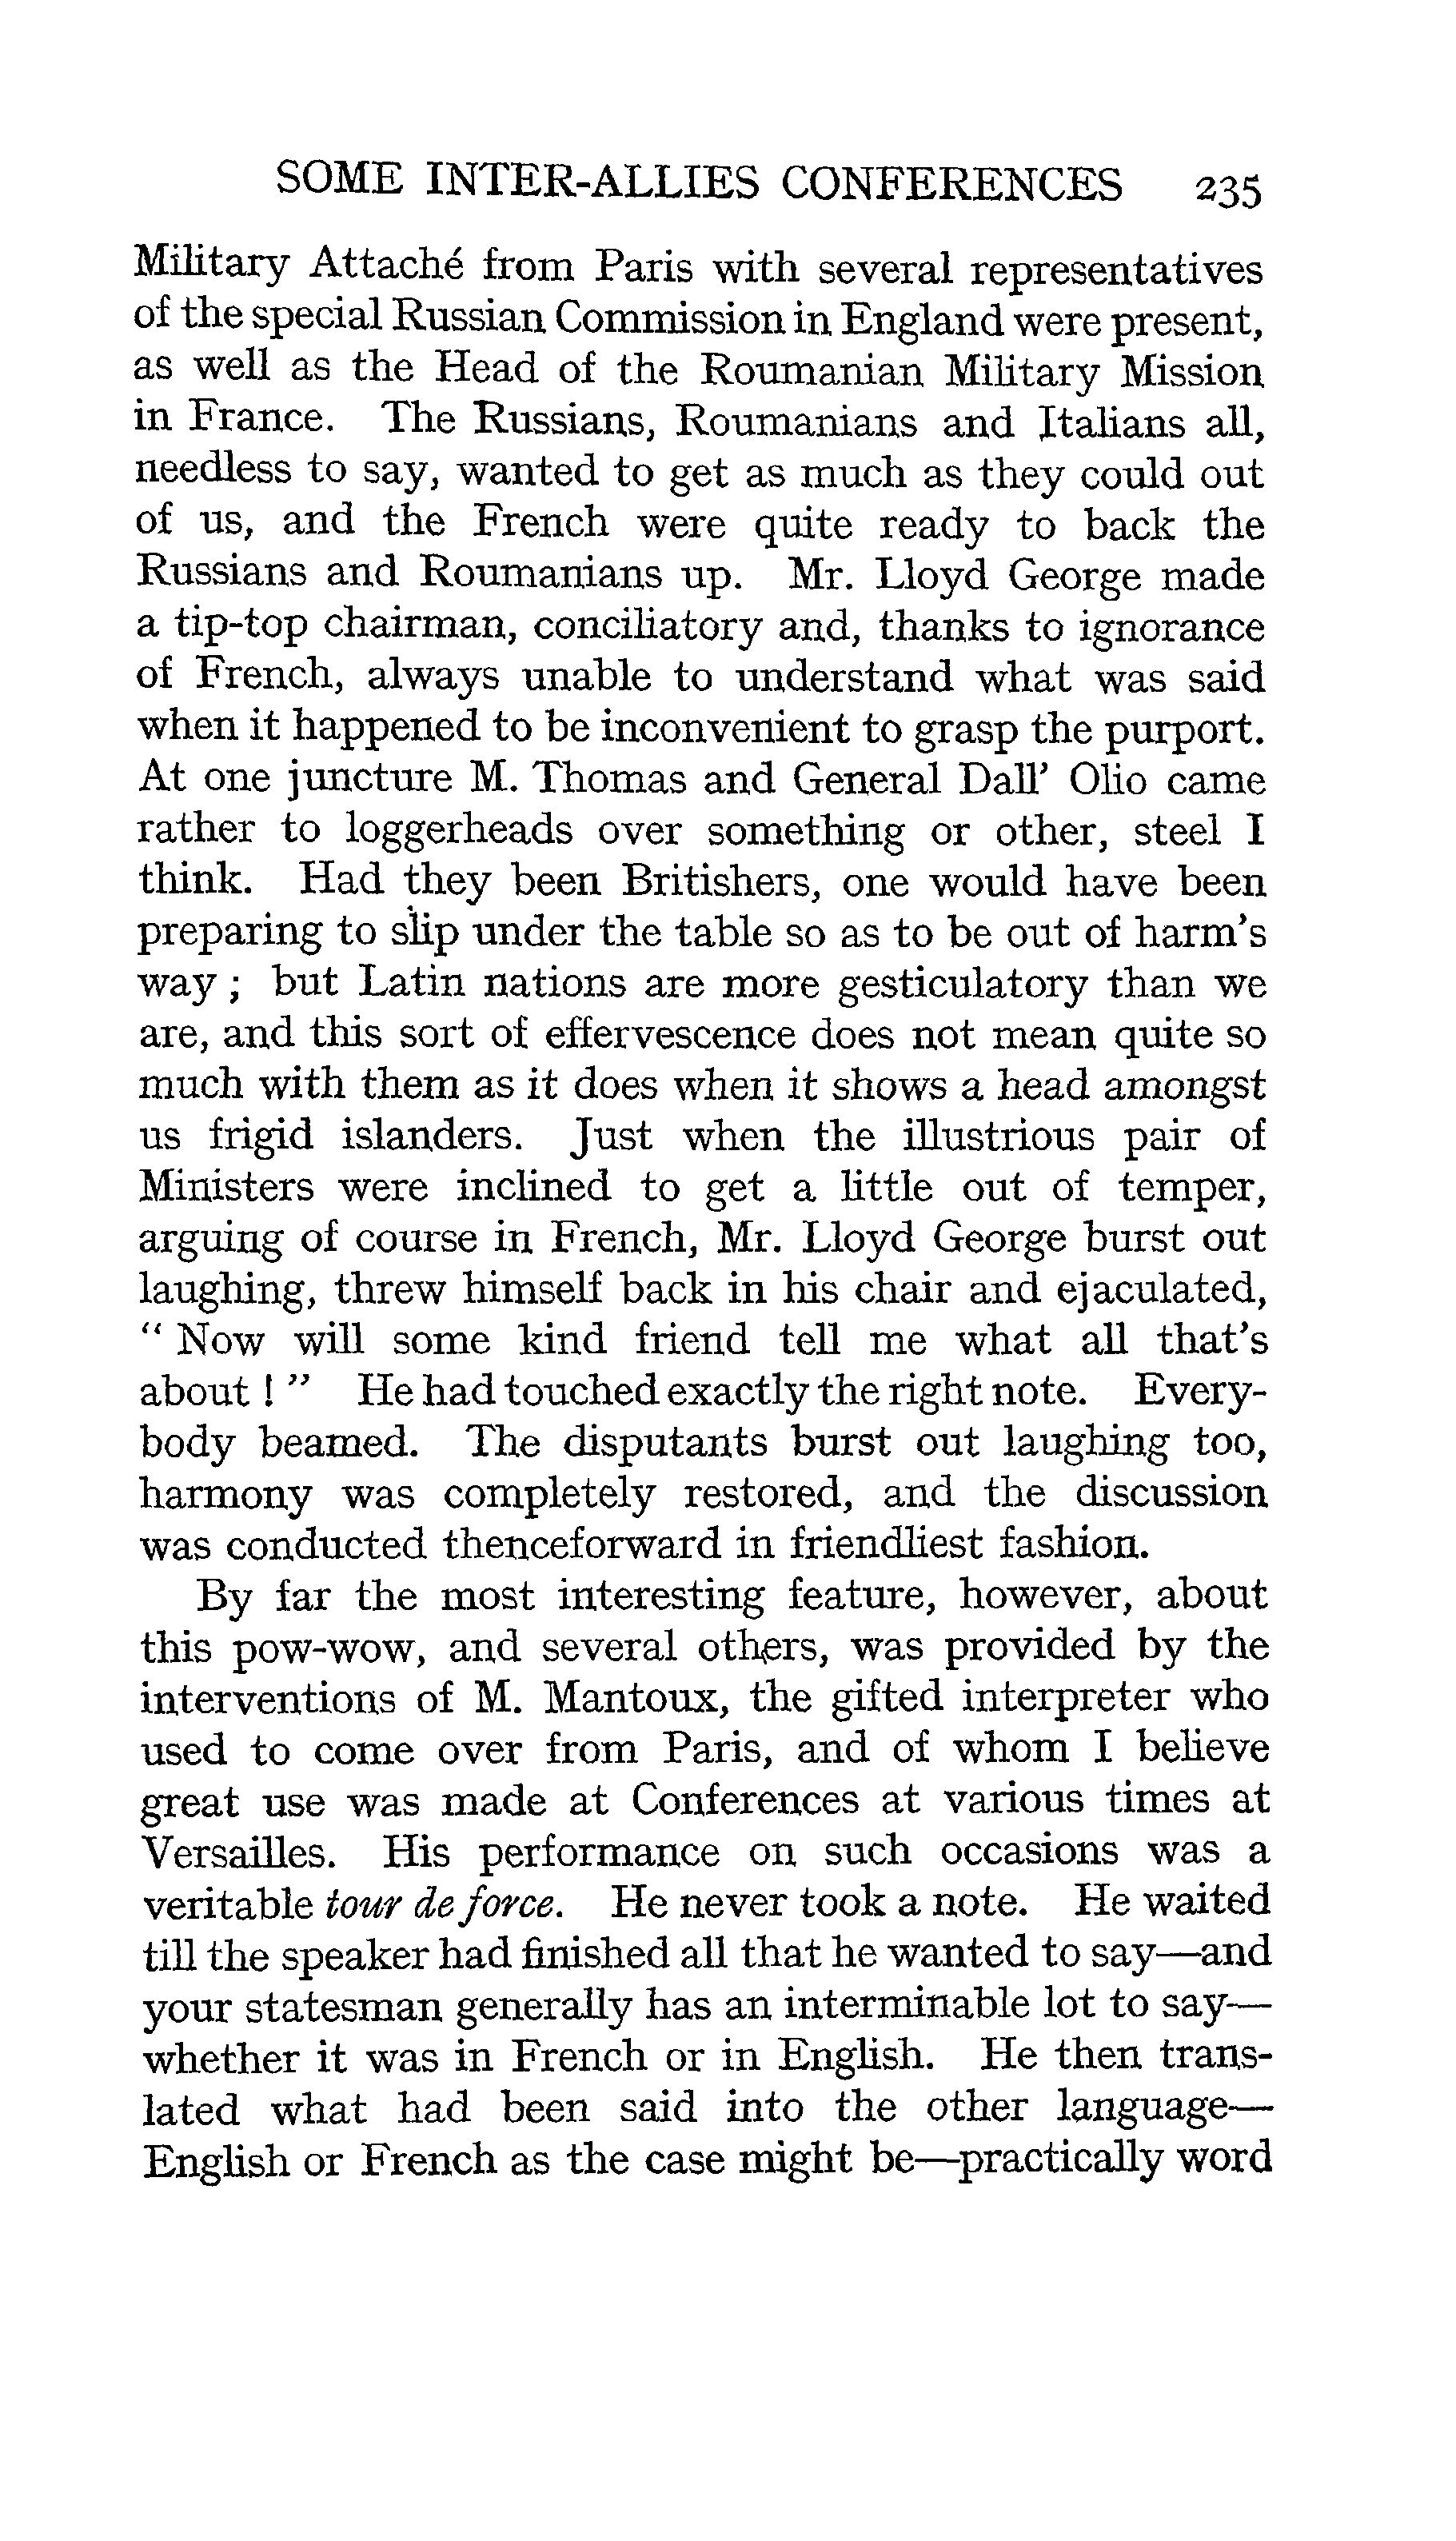 SOME INTER-ALLIES CONFERENCES 235
Military Attaché from Paris with several representatives
of the special Russian Commission in England were present,
as well as the Head of the Roumanian Military Mission
in France. The Russians, Roumanians and Italians all,
needless to say, wanted to get as much as they could out
of us, and the French were quite ready to back the
Russians and Roumanians up. Mr. Lloyd George made
a tip-top chairman, conciliatory and, thanks to ignorance
of French, always unable to understand what was said
when it happened to be inconvenient to grasp the purport.
At one juncture M. Thomas and General Dall' Olio came
rather to loggerheads over something or other, steel I
think. Had they been Britishers, one would have been
preparing to slip under the table so as to be out of harm's
way ; but Latin nations are more gesticulatory than we
are, and this sort of effervescence does not mean quite so
much with them as it does when it shows a head amongst
us frigid islanders. Just when the illustrious pair of
Ministers were inclined to get a little out of temper,
arguing of course in French, Mr. Lloyd George burst out
laughing, threw himself back in his chair and ejaculated,
“ Now will some kind friend tell me what all that's
about ! ” He had touched exactly the right note. Every-
body beamed. The disputants burst out laughing too,
harmony was completely restored, and the discussion
was conducted thenceforward in friendliest fashion.
By far the most interesting feature, however, about
this pow-wow, and several others, was provided by the
interventions of M. Mantoux, the gifted interpreter who
used to come over from Paris, and of whom I believe
great use was made at Conferences at various times at
Versailles. His performance on such occasions was a
veritable tour de force. He never took a note. He waited
till the speaker had finished all that he wanted to say—and
your statesman generally has an interminable lot to say—
whether it was in French or in English. He then trans-
lated what had been said into the other language—
English or French as the case might be—practically word